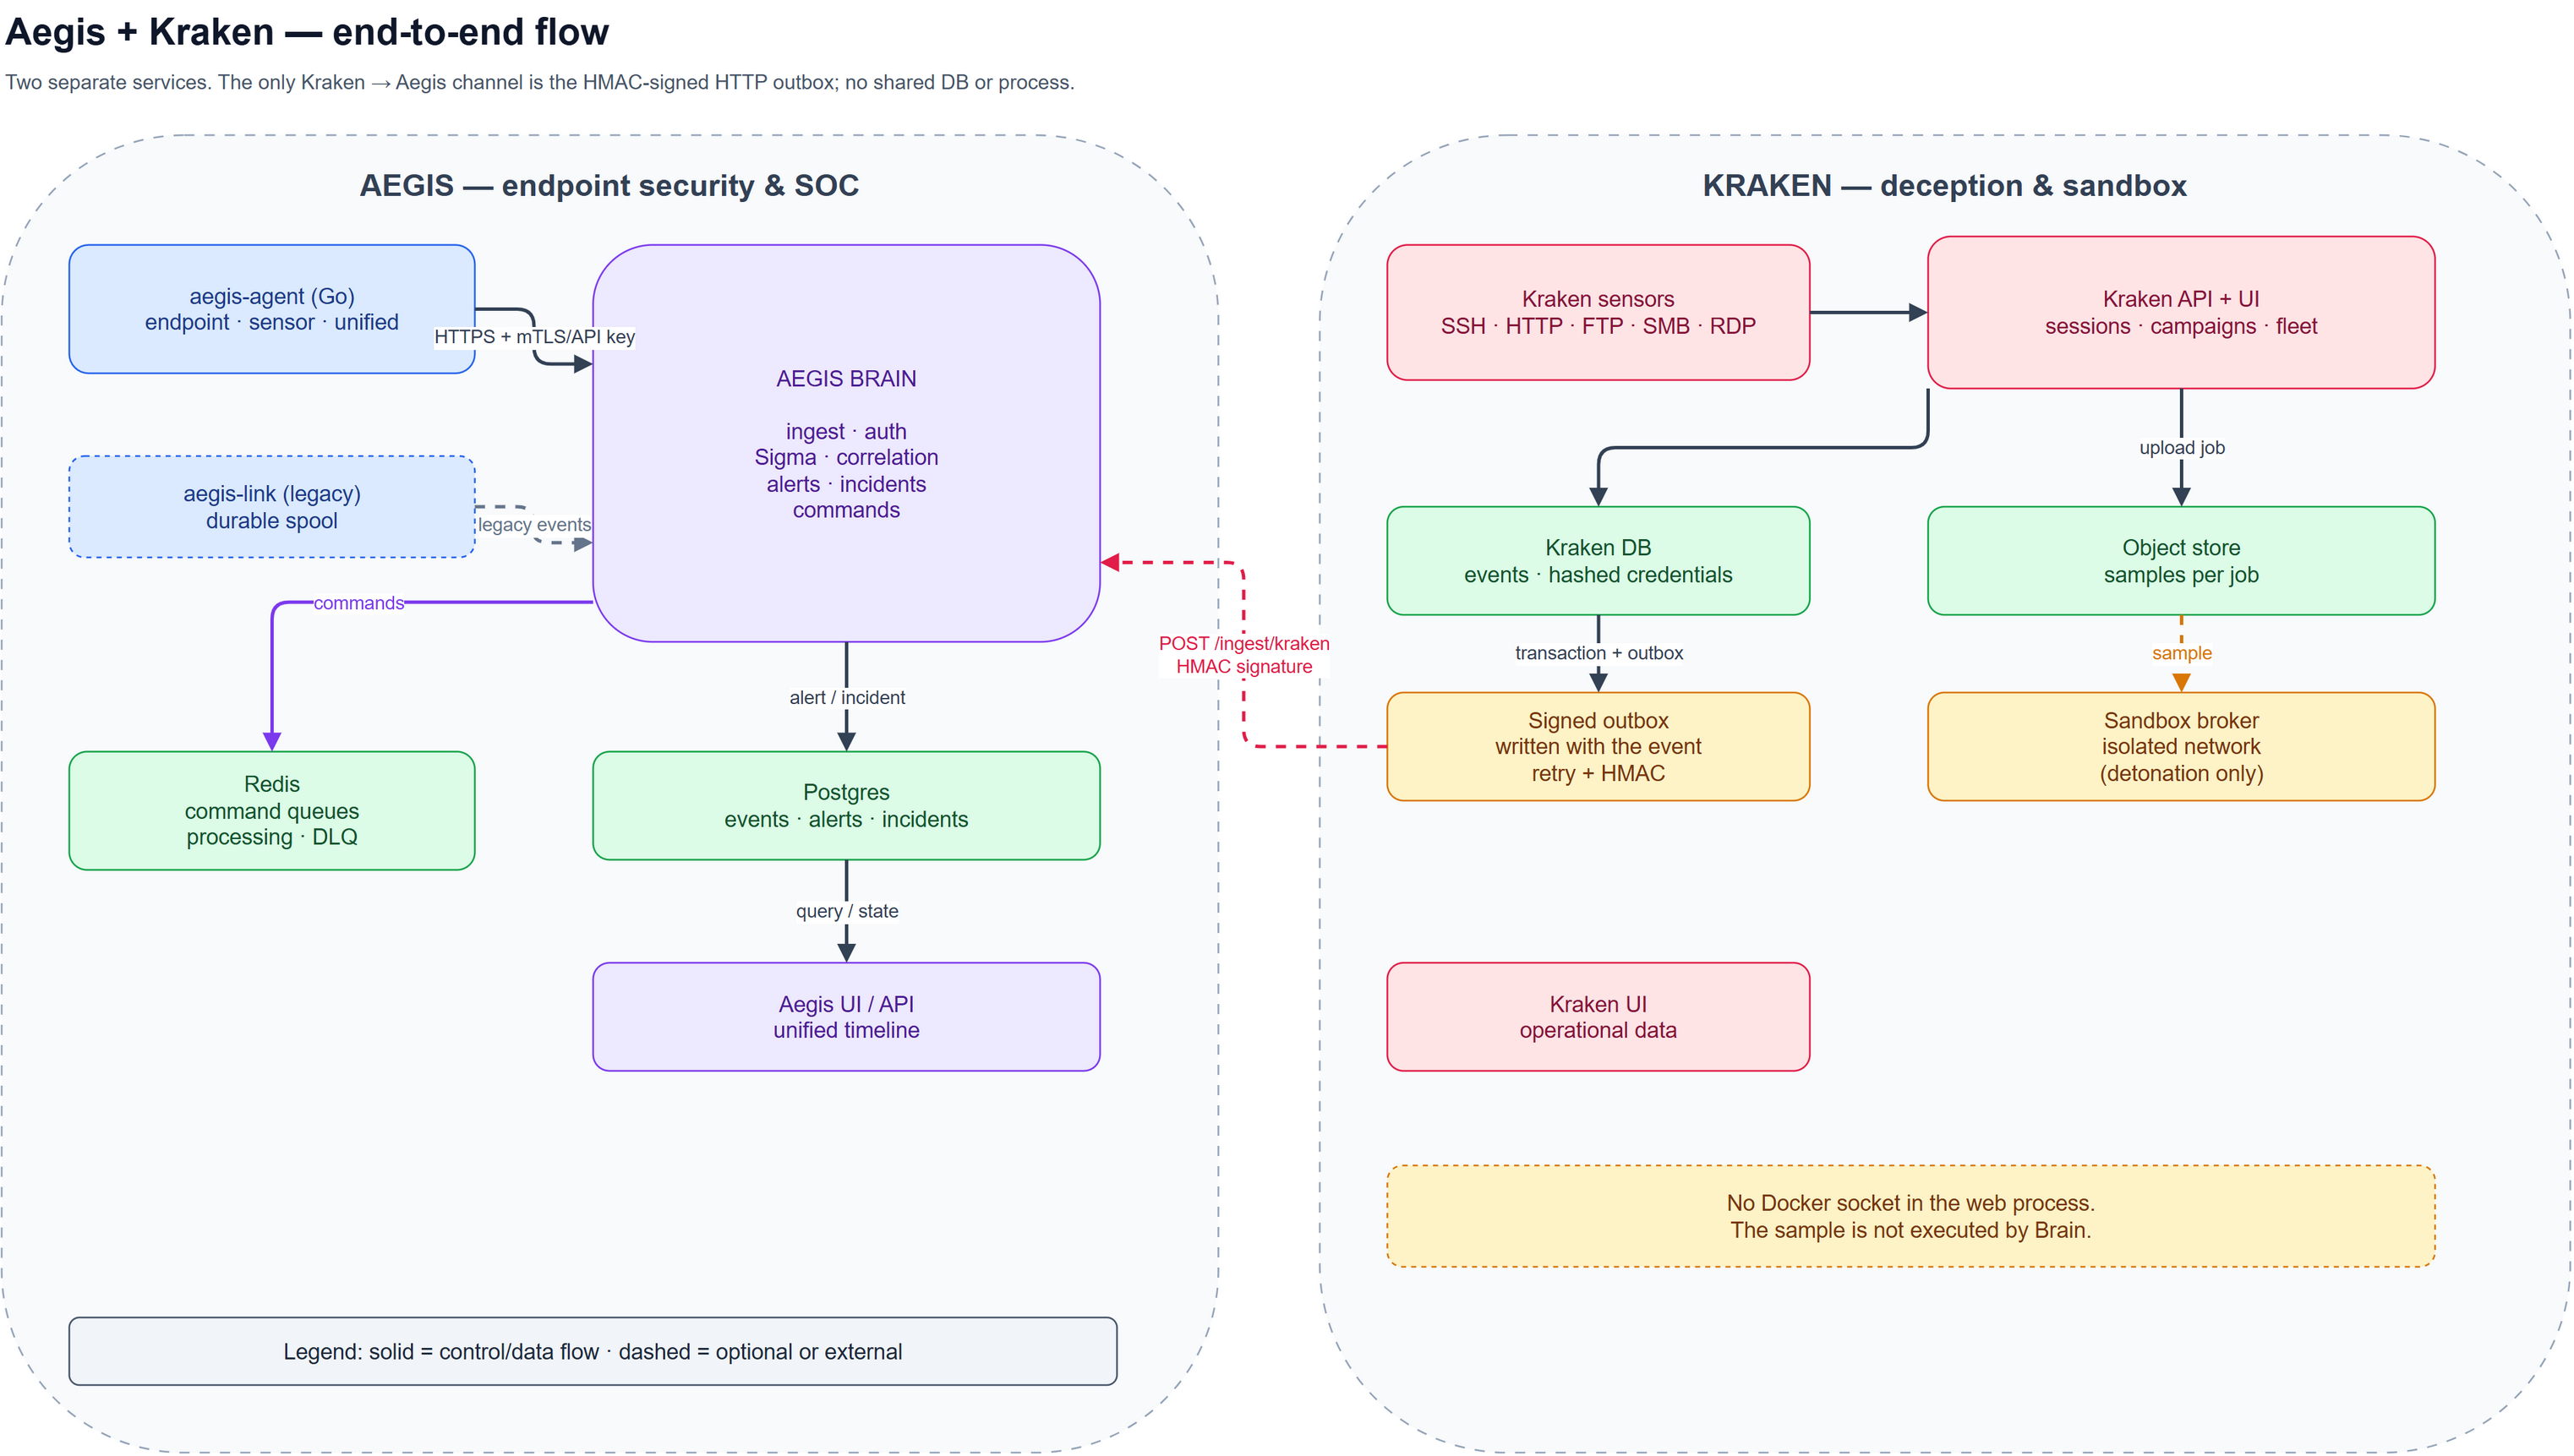 Aegis + Kraken — end-to-end flow
Two separate services. The only Kraken → Aegis channel is the HMAC-signed HTTP outbox; no shared DB or process.
AEGIS — endpoint security & SOC
aegis-agent (Go)
endpoint · sensor · unified
HTTPS + mTLS/API key
AEGIS BRAIN
ingest · auth
Sigma · correlation
alerts · incidents
commands
aegis-link (legacy)
durable spool
legacy events
commands
alert / incident
Redis
command queues
processing · DLQ
Postgres
events · alerts · incidents
query / state
Aegis UI / API
unified timeline
Legend: solid = control/data flow · dashed = optional or external
POST /ingest/kraken
HMAC signature
KRAKEN — deception & sandbox
Kraken sensors
SSH · HTTP · FTP · SMB · RDP
Kraken API + UI
sessions · campaigns · fleet
upload job
Kraken DB
events · hashed credentials
Object store
samples per job
transaction + outbox
sample
Signed outbox
written with the event
retry + HMAC
Sandbox broker
isolated network
(detonation only)
Kraken UI
operational data
No Docker socket in the web process.
The sample is not executed by Brain.